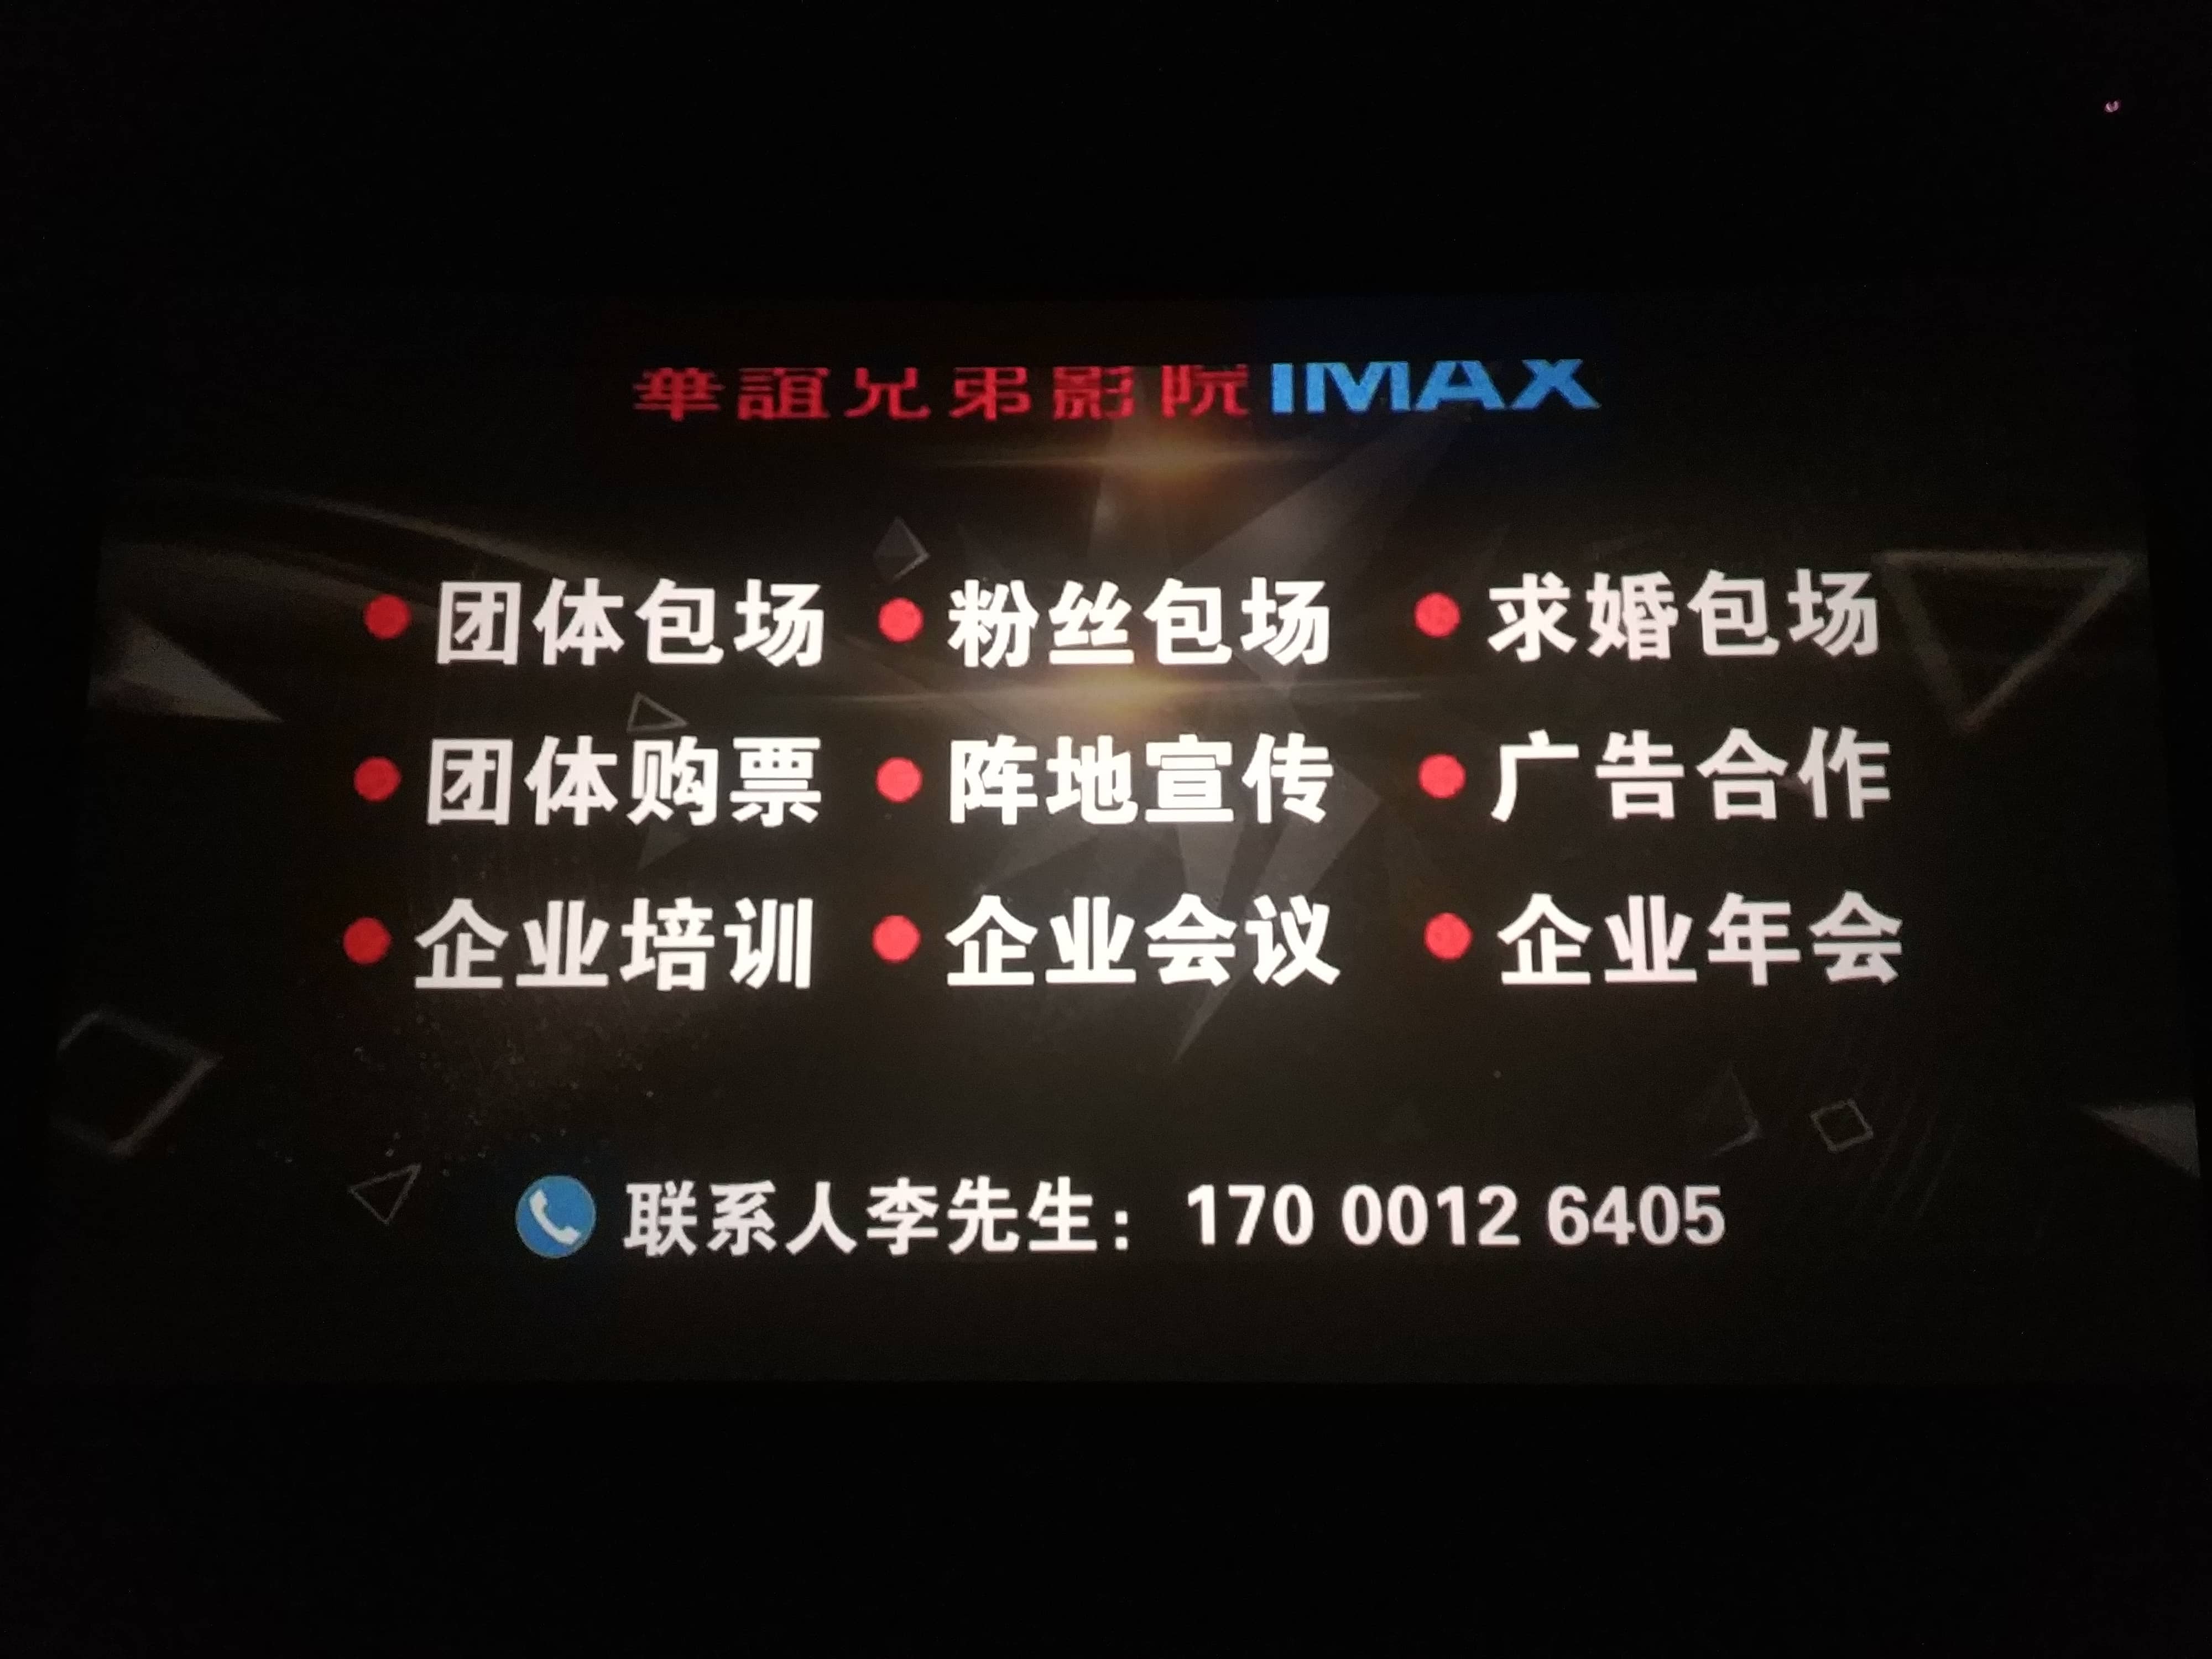 華誼兄弟影院IMAX
● 团体包场 ● 粉丝包场 ● 求婚包场
● 团体购票 ● 阵地宣传 ● 广告合作
● 企业培训 ● 企业会议 ● 企业年会
联系人李先生：170 0012 6405